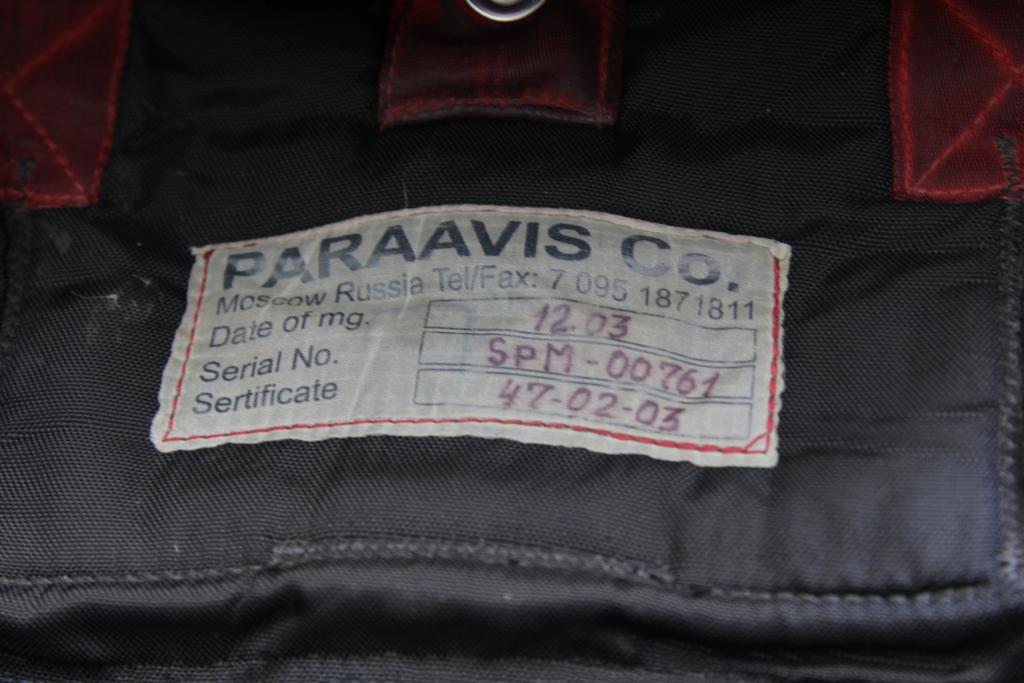 PARAAVIS Co.
Moscow Russia Tel/Fax: 7 095 1871811
Date of mg. 12.03
Serial No. SPM-00761
Sertificate 47-02-03